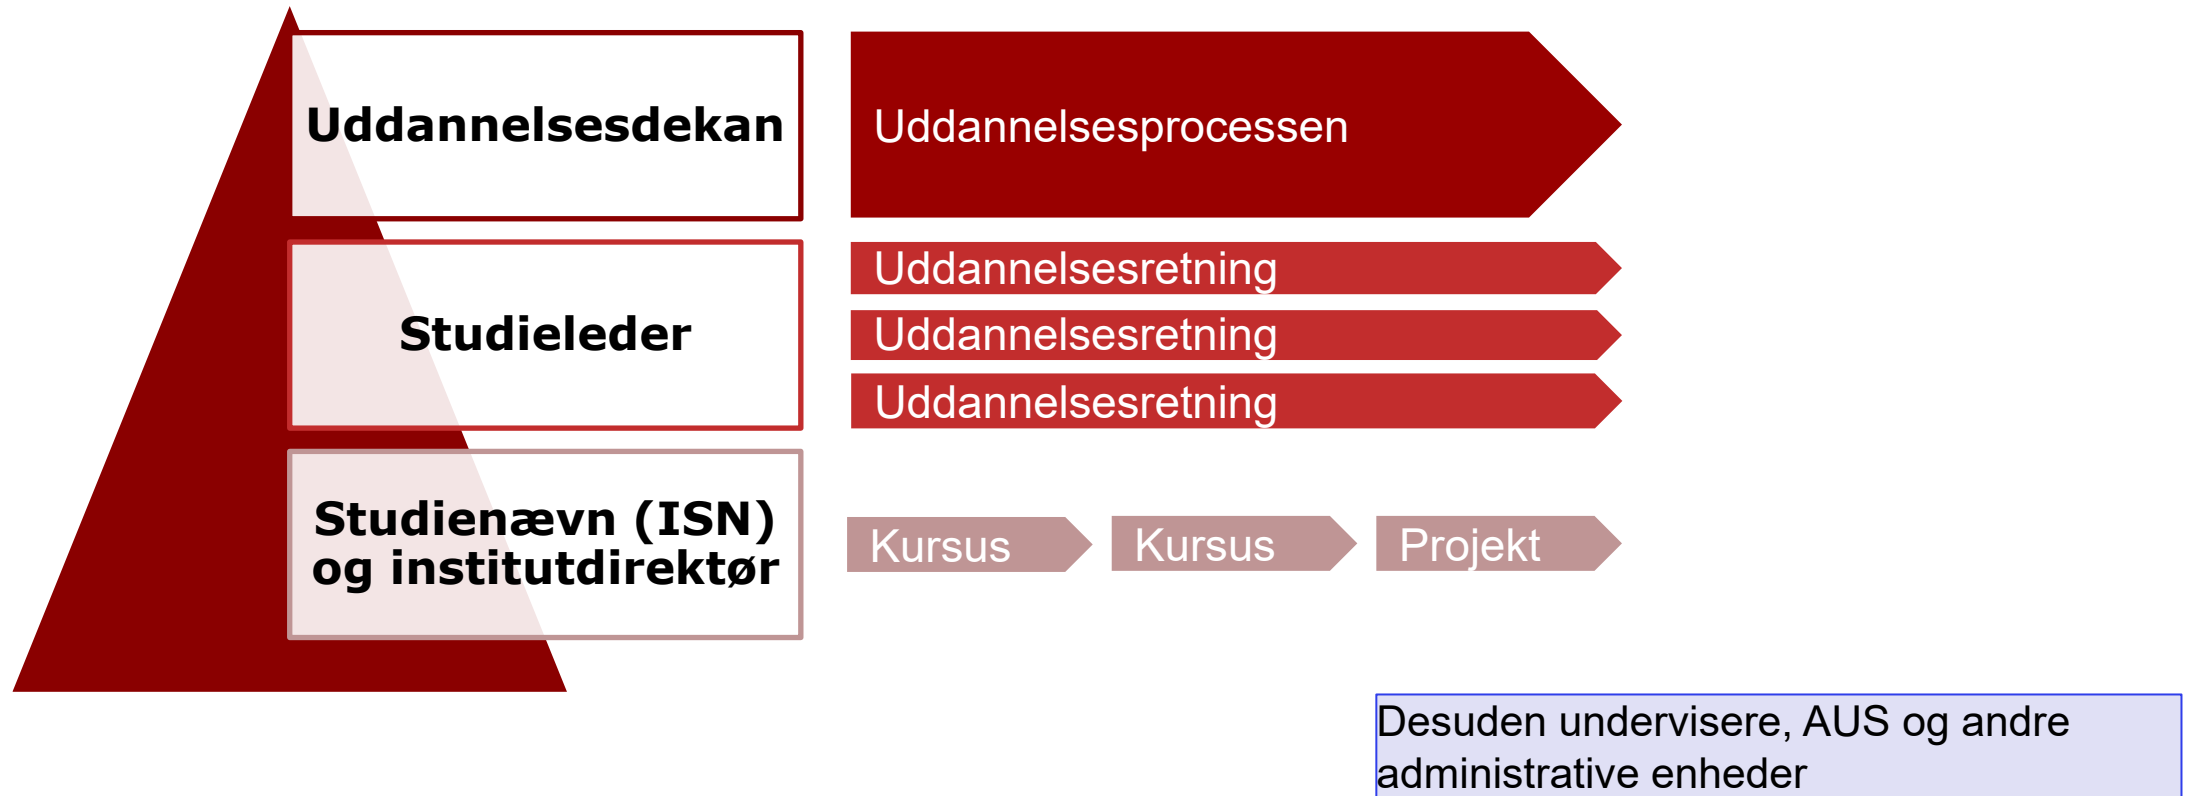 Uddannelsesdekan
Uddannelsesprocessen
Studieleder
Uddannelsesretning
Uddannelsesretning
Uddannelsesretning
Studienævn (ISN)
og institutdirektør
Kursus
Kursus
Projekt
Desuden undervisere, AUS og andre
administrative enheder